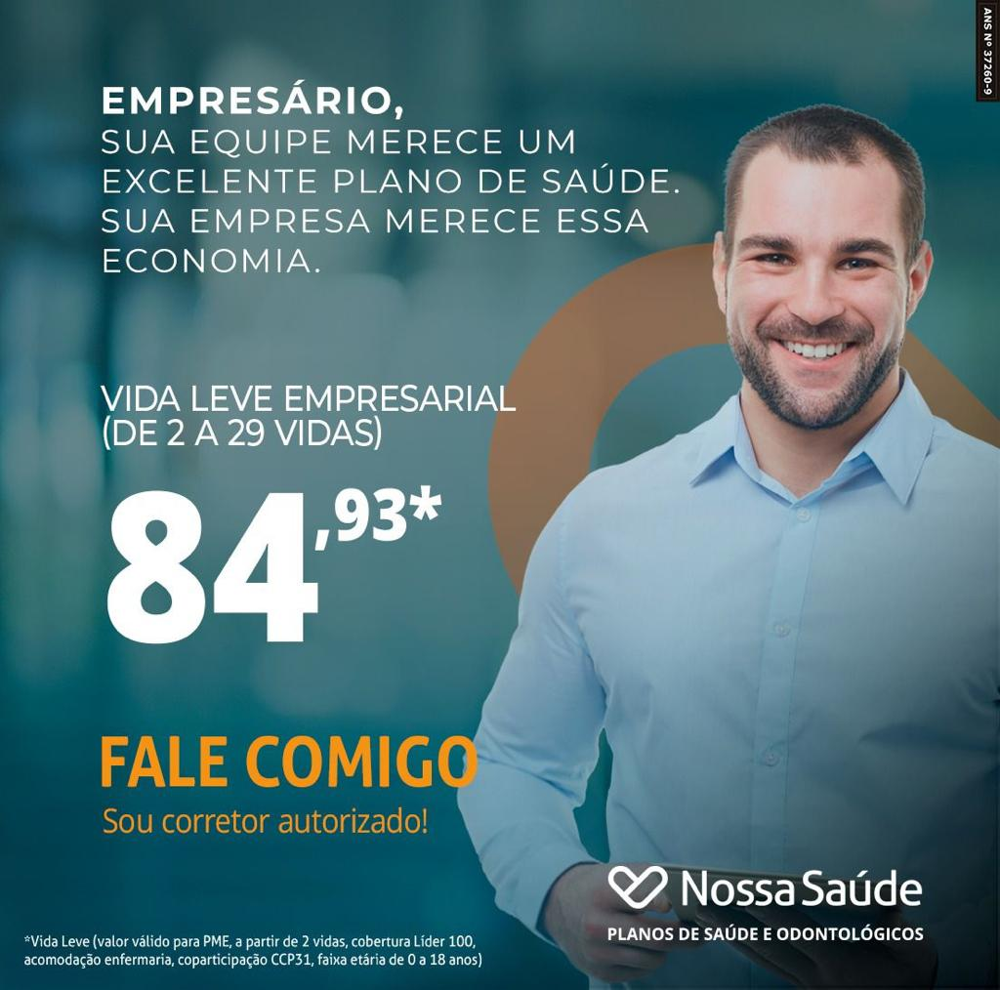 ANS Nº 37260-9
EMPRESÁRIO,
SUA EQUIPE MERECE UM
EXCELENTE PLANO DE SAÚDE.
SUA EMPRESA MERECE ESSA
ECONOMIA.
VIDA LEVE EMPRESARIAL
(DE 2 A 29 VIDAS)
84,93*
FALE COMIGO
Sou corretor autorizado!
Nossa Saúde
PLANOS DE SAÚDE E ODONTOLÓGICOS
*Vida Leve (valor válido para PME, a partir de 2 vidas, cobertura Líder 100,
acomodação enfermaria, coparticipação CCP31, faixa etária de 0 a 18 anos)